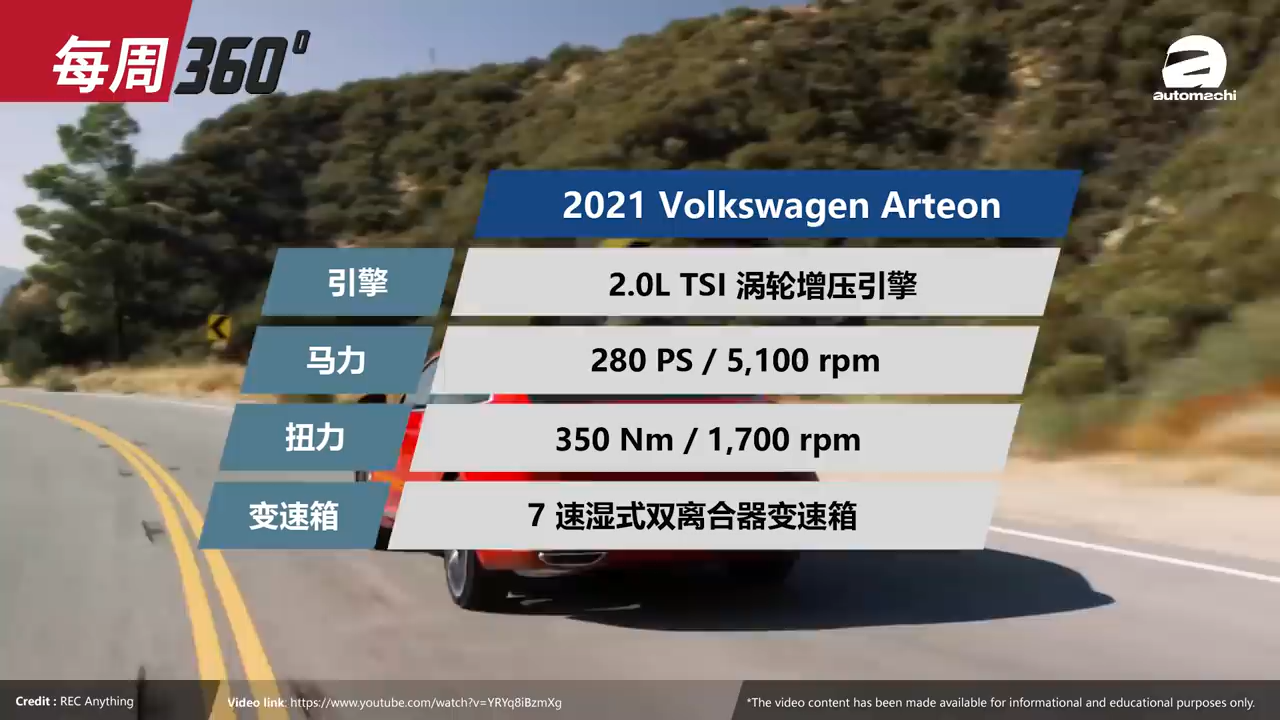 每周360°
automachi
2021 Volkswagen Arteon
引擎
2.0L TSI 涡轮增压引擎
马力
280 PS / 5,100 rpm
扭力
350 Nm / 1,700 rpm
变速箱
7 速湿式双离合器变速箱
Credit : REC Anything
Video link: https://www.youtube.com/watch?v=YRYq8iBzmXg
*The video content has been made available for informational and educational purposes only.